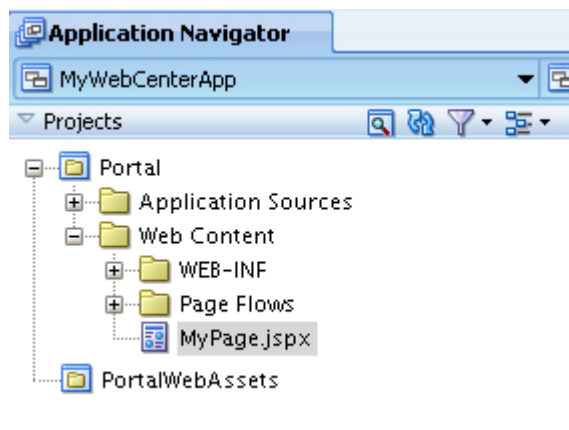 Application Navigator
MyWebCenterApp
Projects
Portal
Application Sources
Web Content
WEB-INF
Page Flows
MyPage.jspx
PortalWebAssets